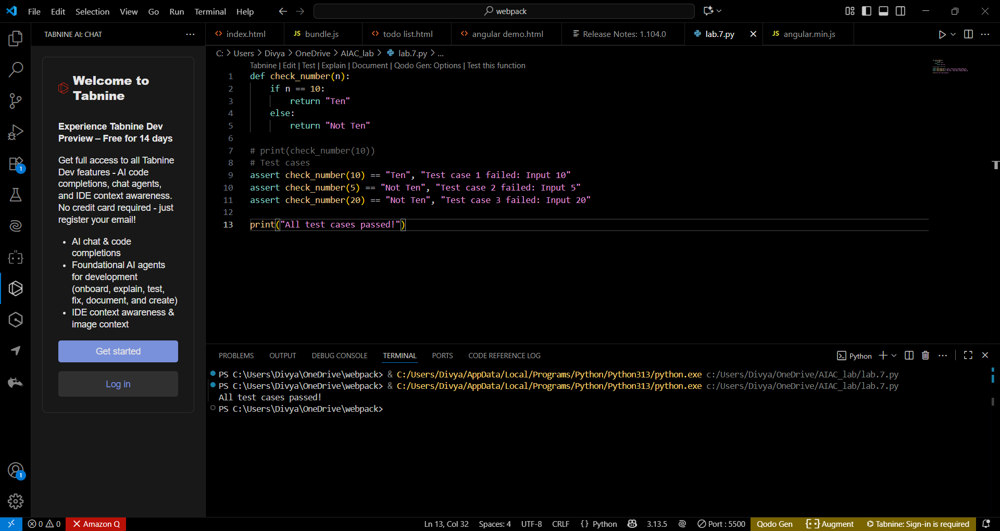 File Edit Selection View Go Run Terminal Help
webpack
TABNINE AI: CHAT
index.html
JS bundle.js
todo list.html
angular demo.html
Release Notes: 1.104.0
lab.7.py
JS angular.min.js
C: > Users > Divya > OneDrive > AIAC_lab > lab.7.py > ...
Welcome to
Tabnine
Experience Tabnine Dev
Preview – Free for 14 days
Get full access to all Tabnine
Dev features - AI code
completions, chat agents,
and IDE context awareness.
No credit card required - just
register your email!
• AI chat & code
completions
• Foundational AI agents
for development
(onboard, explain, test,
fix, document, and create)
• IDE context awareness &
image context
Get started
Log in
Tabnine | Edit | Test | Explain | Document | Qodo Gen: Options | Test this function
1 def check_number(n):
2     if n == 10:
3         return "Ten"
4     else:
5         return "Not Ten"
6
7 # print(check_number(10))
8 # Test cases
9 assert check_number(10) == "Ten", "Test case 1 failed: Input 10"
10 assert check_number(5) == "Not Ten", "Test case 2 failed: Input 5"
11 assert check_number(20) == "Not Ten", "Test case 3 failed: Input 20"
12
13 print("All test cases passed!")
PROBLEMS OUTPUT DEBUG CONSOLE TERMINAL PORTS CODE REFERENCE LOG
Python
PS C:\Users\Divya\OneDrive\webpack> & C:/Users/Divya/AppData/Local/Programs/Python/Python313/python.exe c:/Users/Divya/OneDrive/AIAC_lab/lab.7.py
PS C:\Users\Divya\OneDrive\webpack> & C:/Users/Divya/AppData/Local/Programs/Python/Python313/python.exe c:/Users/Divya/OneDrive/AIAC_lab/lab.7.py
All test cases passed!
PS C:\Users\Divya\OneDrive\webpack>
1
1
0 0 Amazon Q Ln 13, Col 32 Spaces: 4 UTF-8 CRLF {} Python 3.13.5 Port : 5500 Qodo Gen Augment Tabnine: Sign-in is required